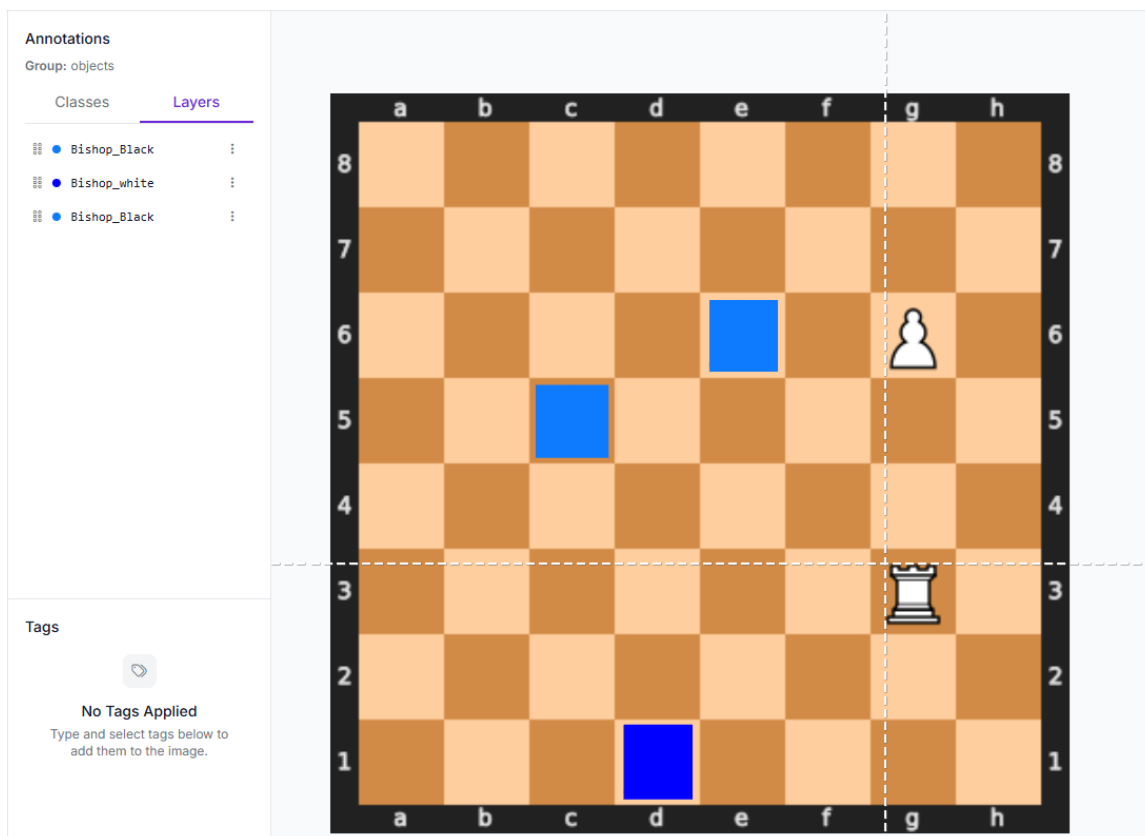 Annotations
Group: objects
Classes Layers
Bishop_Black
Bishop_white
Bishop_Black
Tags
No Tags Applied
Type and select tags below to
add them to the image.
a b c d e f g h
8 8
7 7
6 6
5 5
4 4
3 3
2 2
1 1
a b c d e f g h